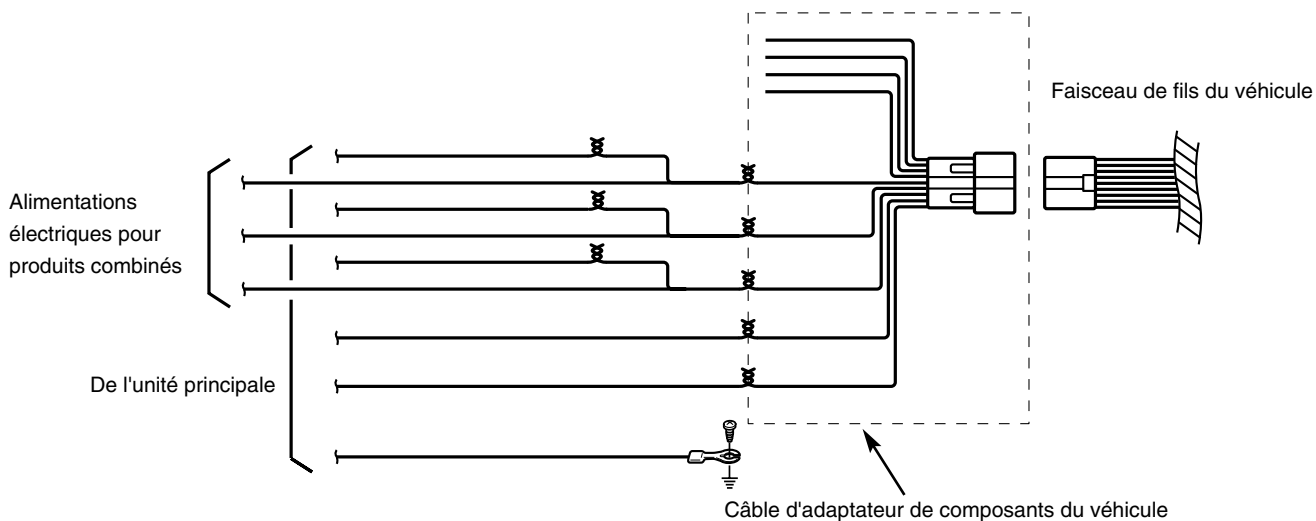 Faisceau de fils du véhicule
Alimentations
électriques pour
produits combinés
De l'unité principale
Câble d'adaptateur de composants du véhicule